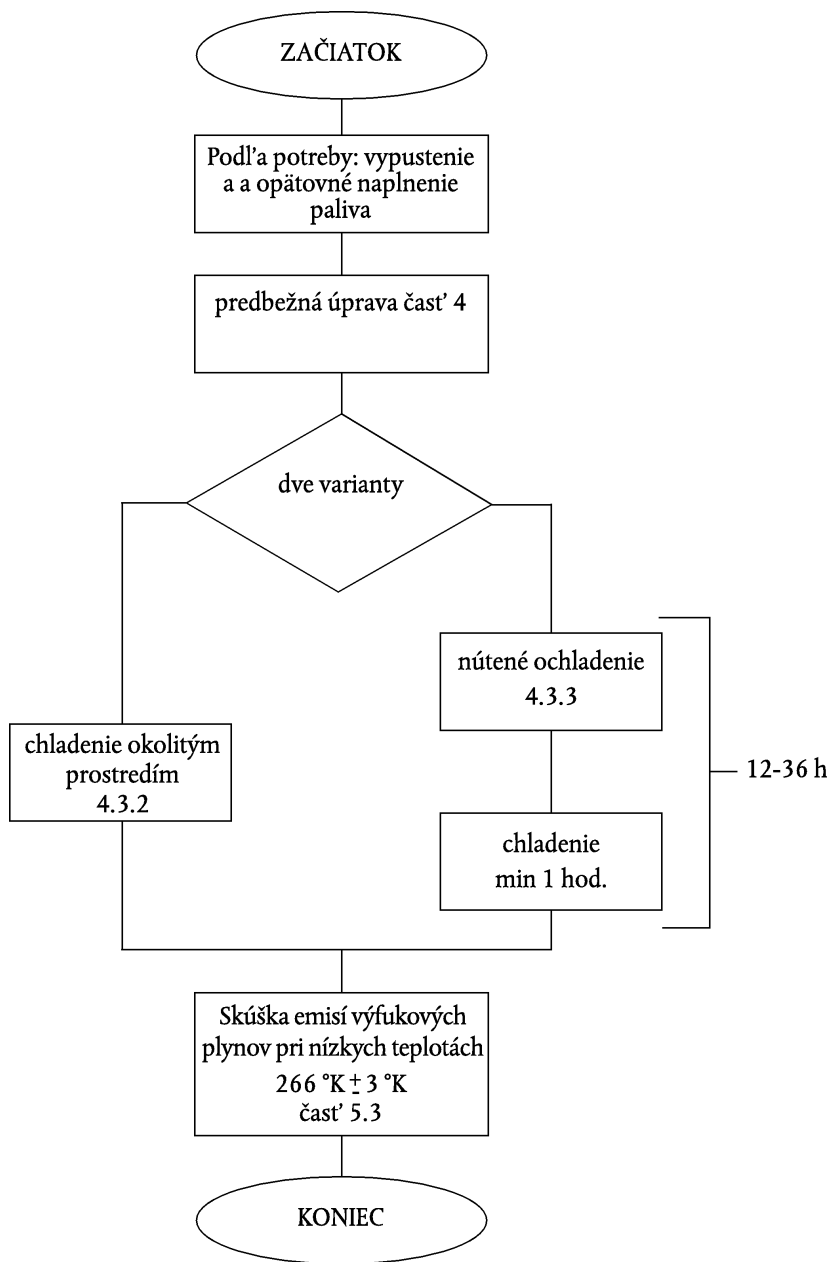 ZAČIATOK
Podľa potreby: vypustenie
a a opätovné naplnenie
paliva
predbežná úprava časť 4
dve varianty
nútené ochladenie
4.3.3
chladenie okolitým
prostredím
4.3.2
12-36 h
chladenie
min 1 hod.
Skúška emisí výfukových
plynov pri nízkych teplotách
266 °K ± 3 °K
časť 5.3
KONIEC